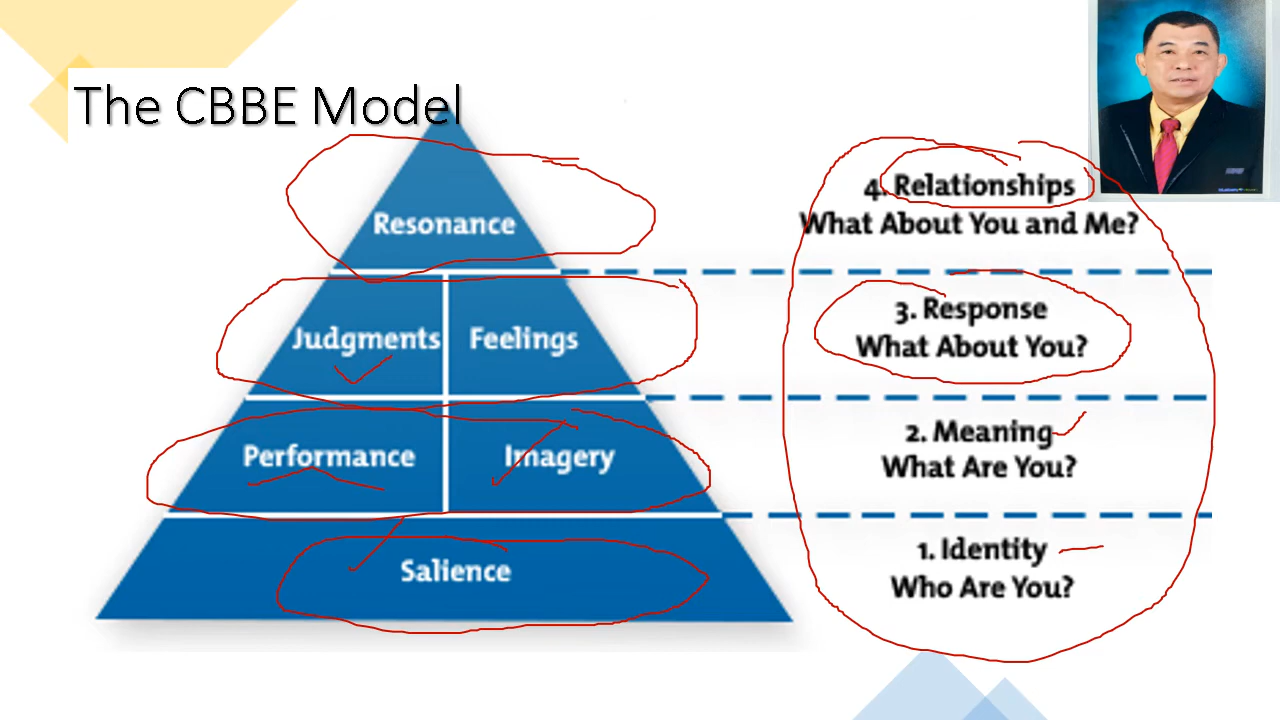 The CBBE Model
Resonance
4. Relationships
What About You and Me?
Judgments
Feelings
3. Response
What About You?
Performance
Imagery
2. Meaning
What Are You?
Salience
1. Identity
Who Are You?